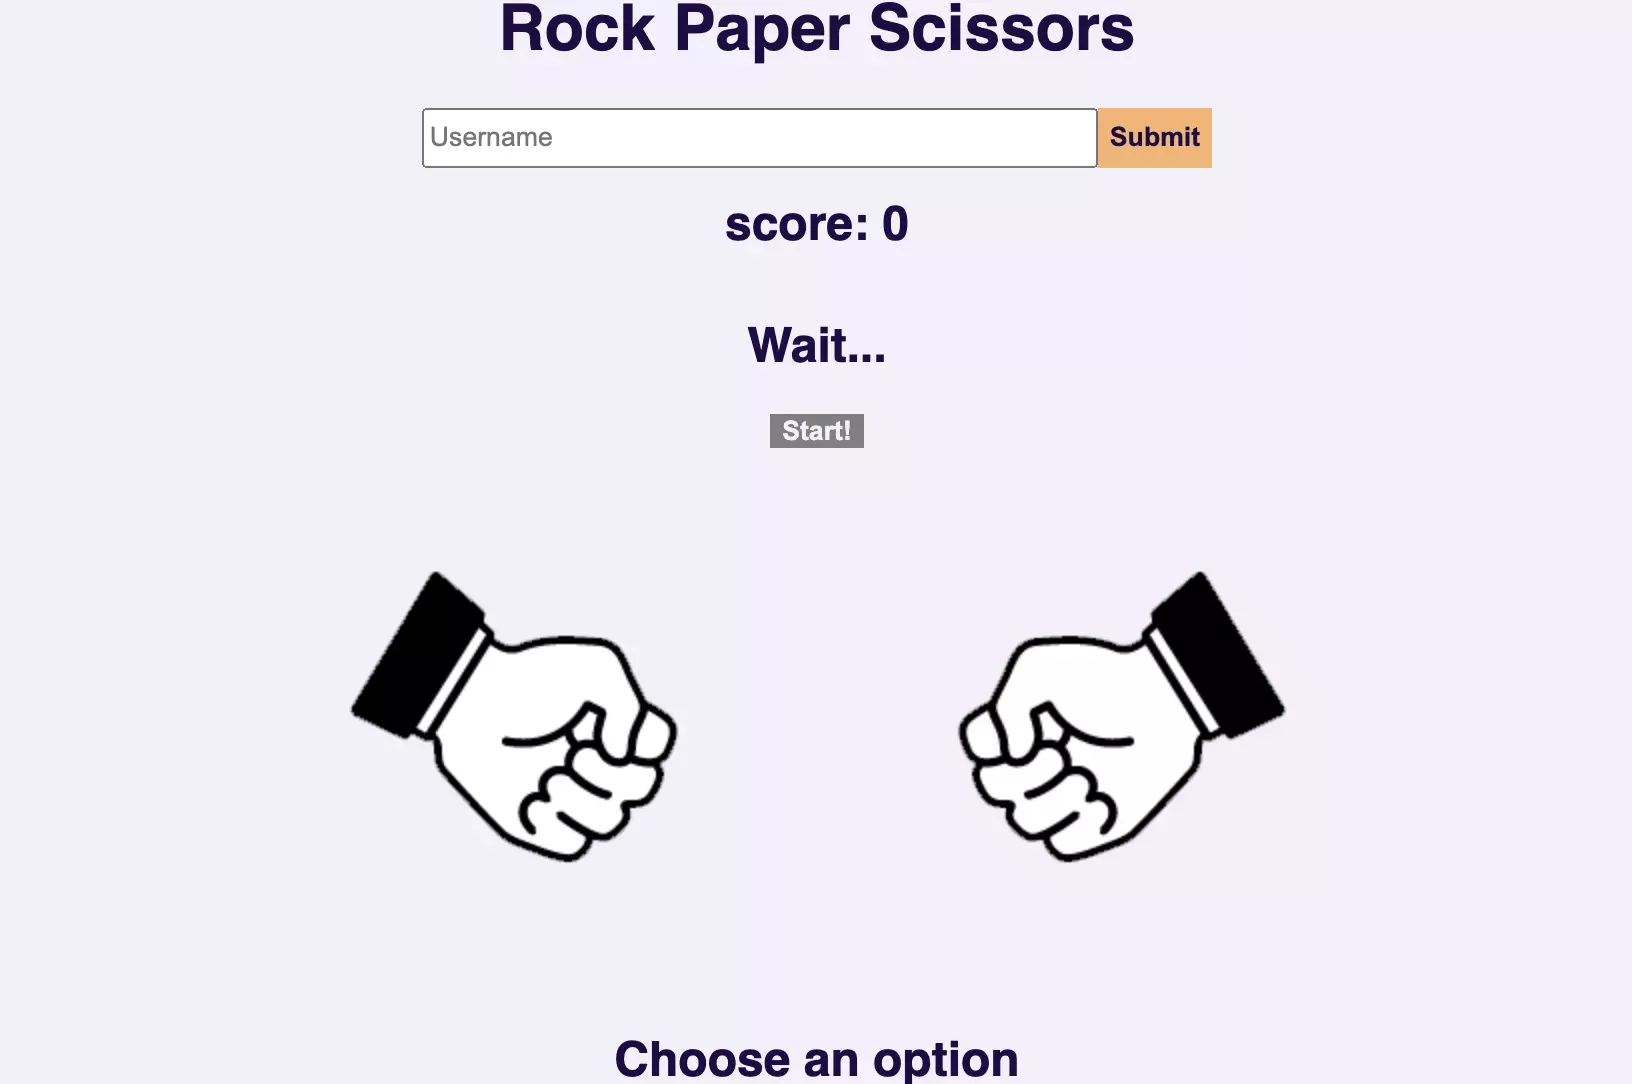 Rock Paper Scissors
Username
Submit
score: 0
Wait...
Start!
Choose an option